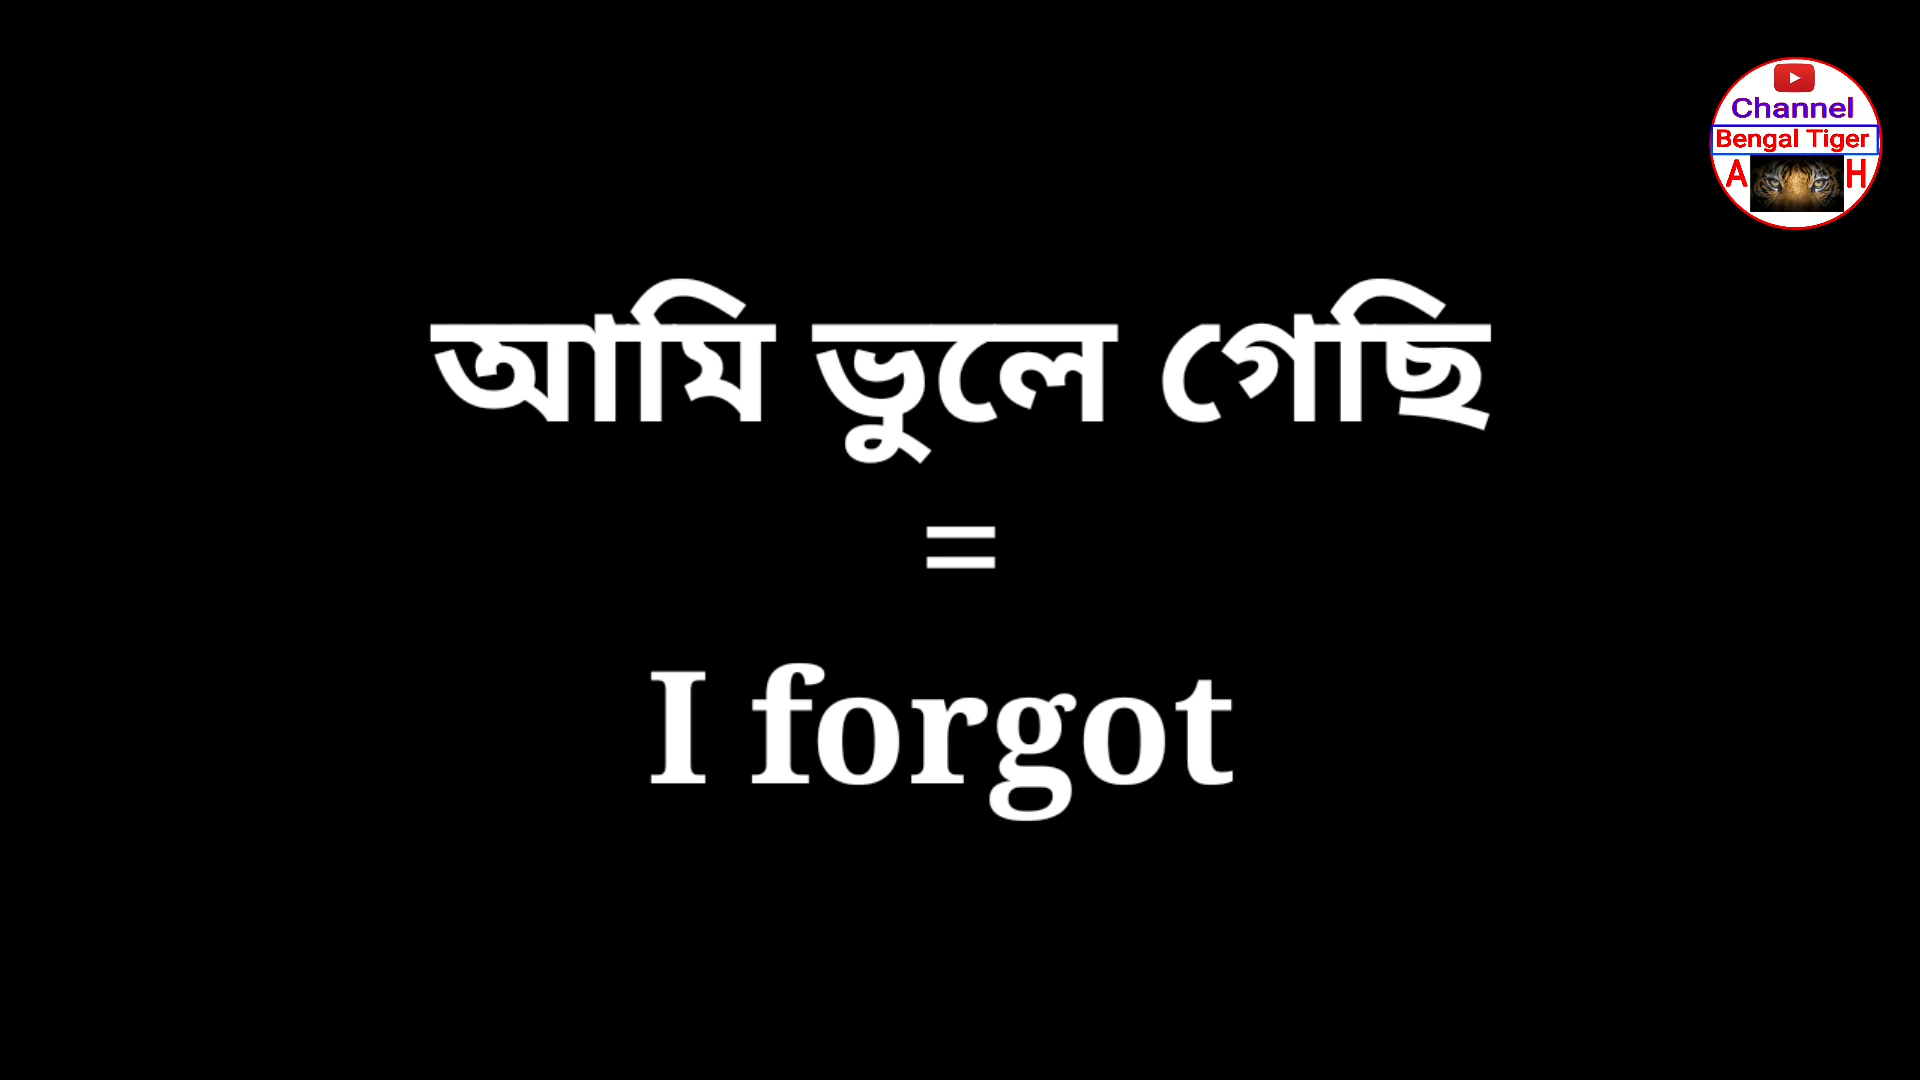 Channel
Bengal Tiger
A H
আমি ভুলে গেছি
=
I forgot